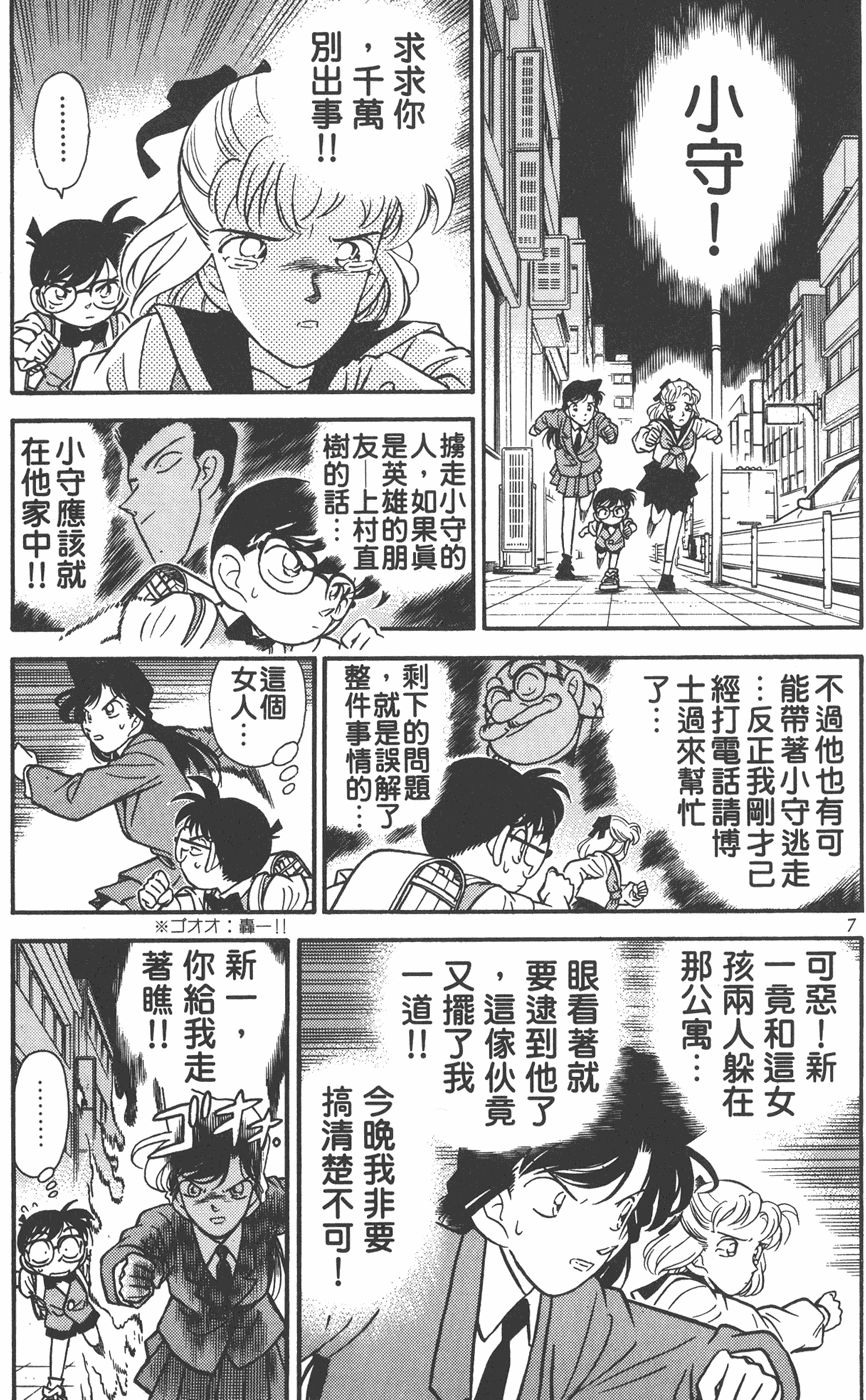 小守！
求求你
，千萬
別出事!!
………
擄走小守的
人，如果眞
是英雄的朋
友—上村直
樹的話…
小守應該就
在他家中!!
不過他也有可
能帶著小守逃走
…反正我剛才已
經打電話請博
士過來幫忙
了…
剩下的問題
，就是誤解了
整件事情的…
這個
女人…
※ゴオオ：轟—!!
7
可惡！新
一竟和這女
孩兩人躲在
那公寓…
眼看著就
要逮到他了
，這傢伙竟
又擺了我
一道!!
今晚我非要
搞清楚不可！
新一，
你給我走
著瞧!!
ゴオオ
………